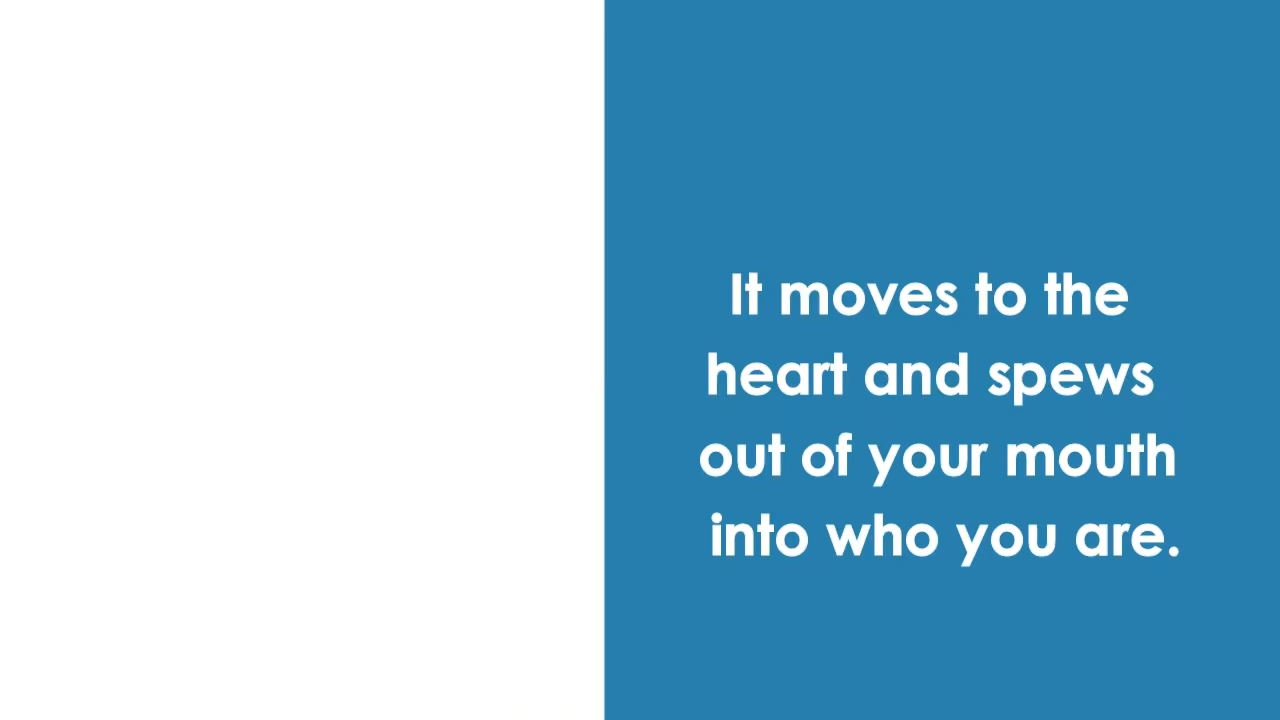 It moves to the
heart and spews
out of your mouth
into who you are.